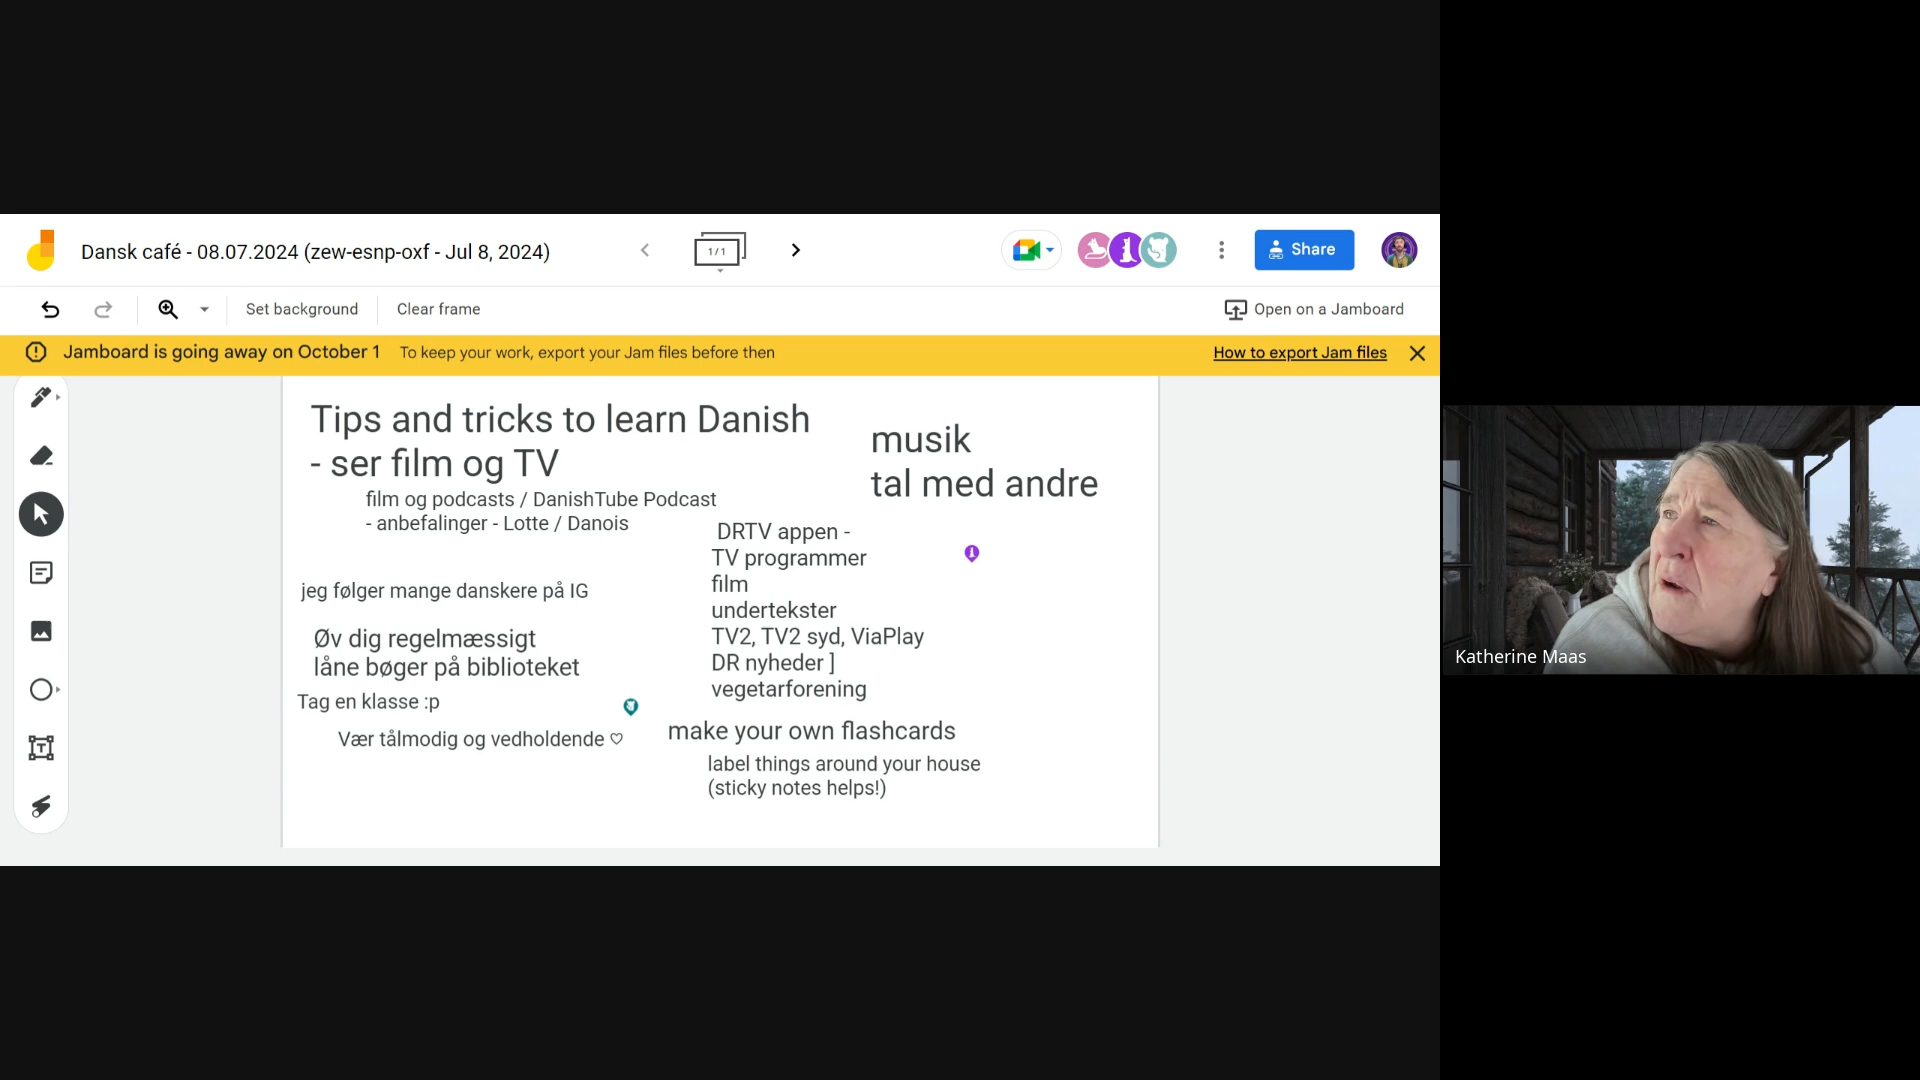 Dansk café - 08.07.2024 (zew-esnp-oxf - Jul 8, 2024)
1/1
Share
Set background
Clear frame
Open on a Jamboard
Jamboard is going away on October 1
To keep your work, export your Jam files before then
How to export Jam files
Tips and tricks to learn Danish
- ser film og TV
film og podcasts / DanishTube Podcast
- anbefalinger - Lotte / Danois
jeg følger mange danskere på IG
Øv dig regelmæssigt
låne bøger på biblioteket
Tag en klasse :p
Vær tålmodig og vedholdende ♡
musik
tal med andre
DRTV appen -
TV programmer
film
undertekster
TV2, TV2 syd, ViaPlay
DR nyheder ]
vegetarforening
make your own flashcards
label things around your house
(sticky notes helps!)
Katherine Maas